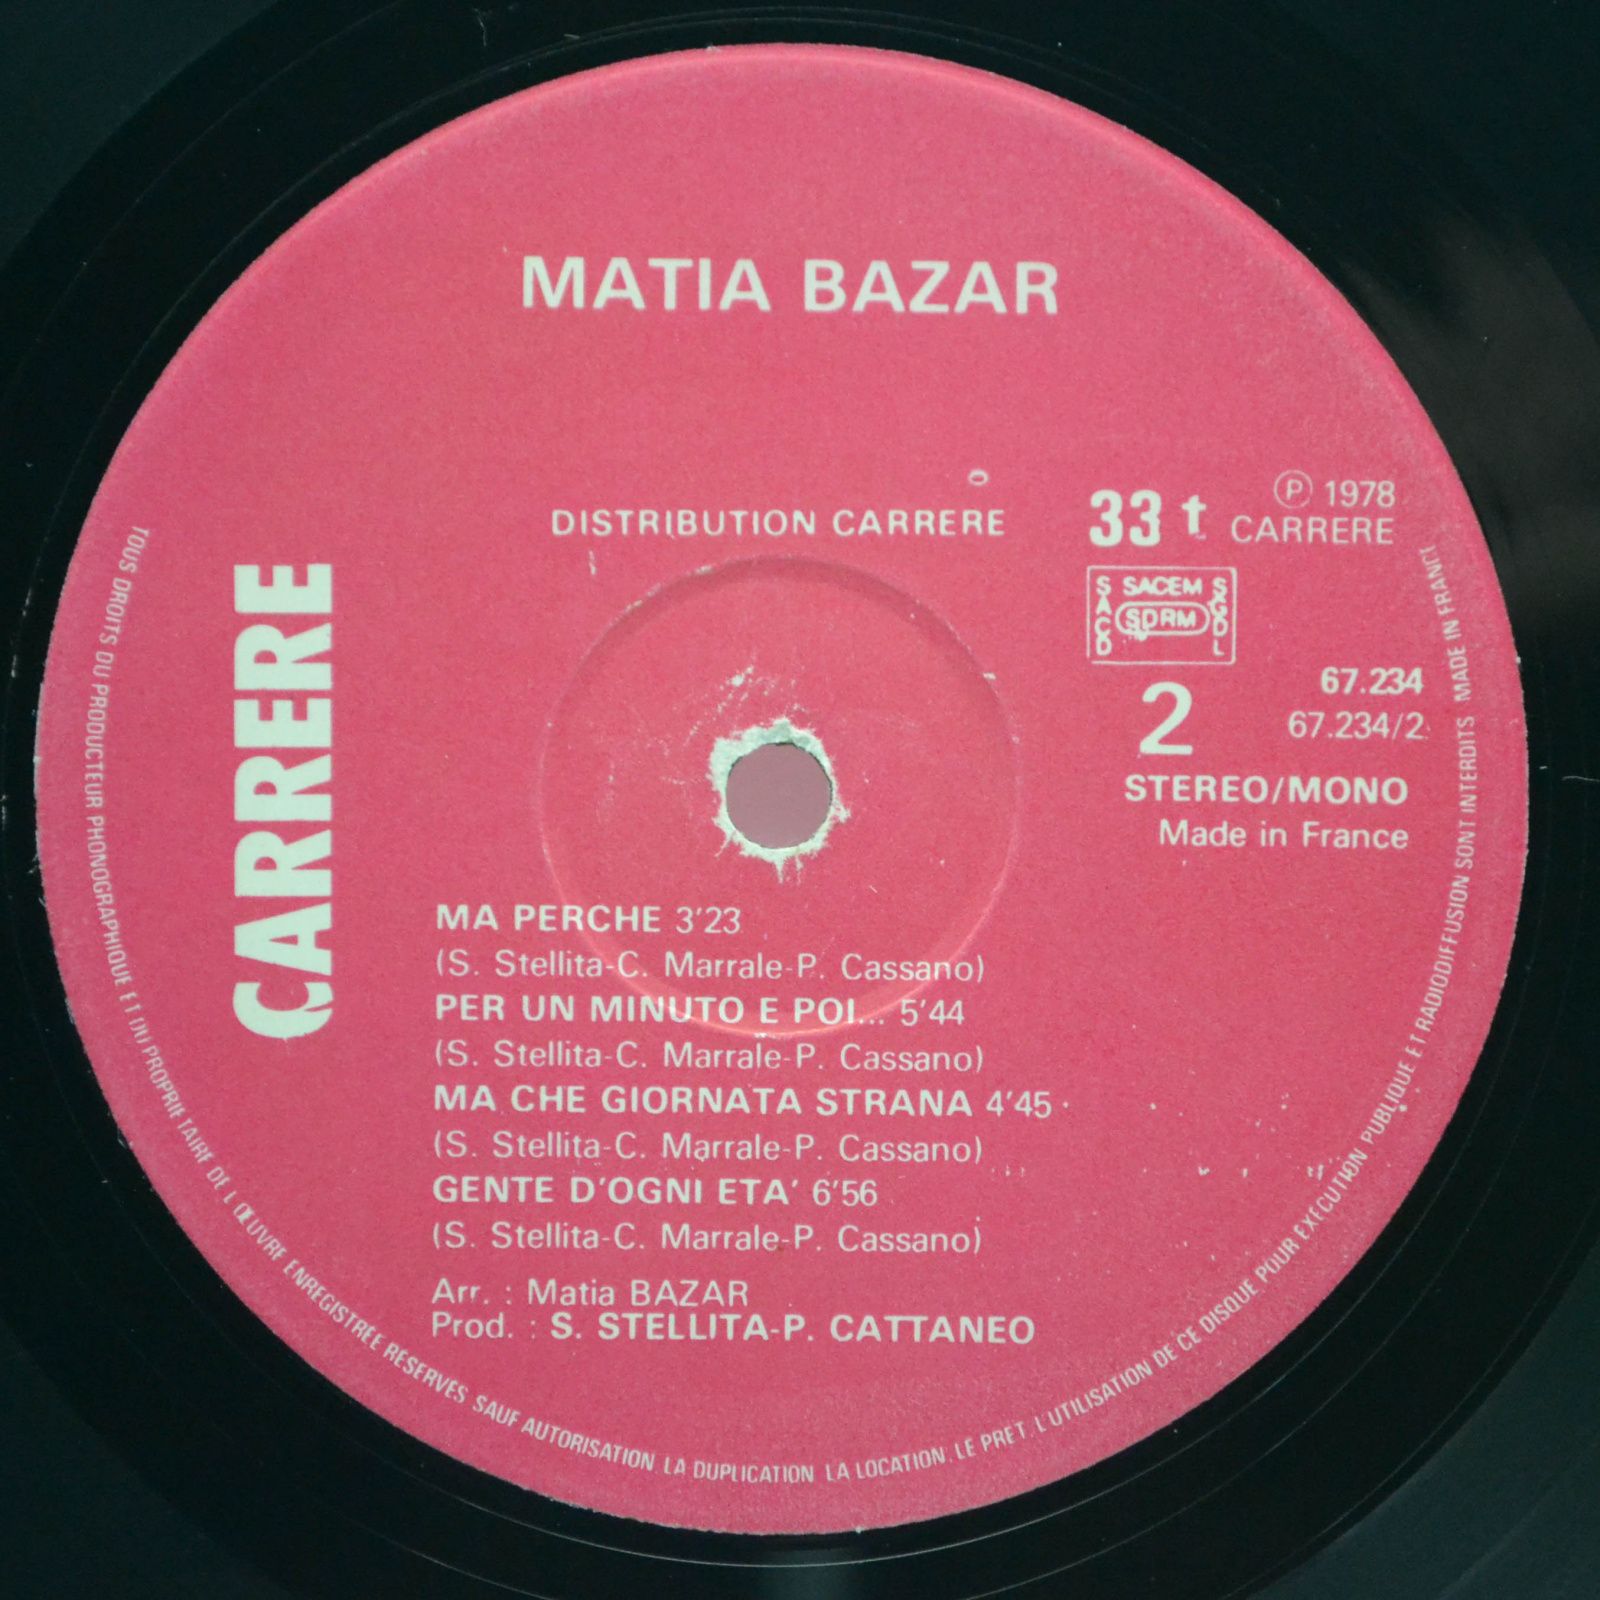 MATIA BAZAR
DISTRIBUTION CARRERE
33 t
Ⓟ 1978
CARRERE
SACEM
SACD
SDRM
SGDL
2
67.234
67.234/2
STEREO/MONO
Made in France
CARRERE
MA PERCHE 3'23
(S. Stellita-C. Marrale-P. Cassano)
PER UN MINUTO E POI... 5'44
(S. Stellita-C. Marrale-P. Cassano)
MA CHE GIORNATA STRANA 4'45
(S. Stellita-C. Marrale-P. Cassano)
GENTE D'OGNI ETA' 6'56
(S. Stellita-C. Marrale-P. Cassano)
Arr. : Matia BAZAR
Prod. : S. STELLITA-P. CATTANEO
TOUS DROITS DU PRODUCTEUR PHONOGRAPHIQUE ET DU PROPRIETAIRE DE L'ŒUVRE ENREGISTRÉE RÉSERVÉS SAUF AUTORISATION. LA DUPLICATION LA LOCATION. LE PRET. L'UTILISATION DE CE DISQUE POUR EXECUTION PUBLIQUE ET RADIODIFFUSION SONT INTERDITS MADE IN FRANCE